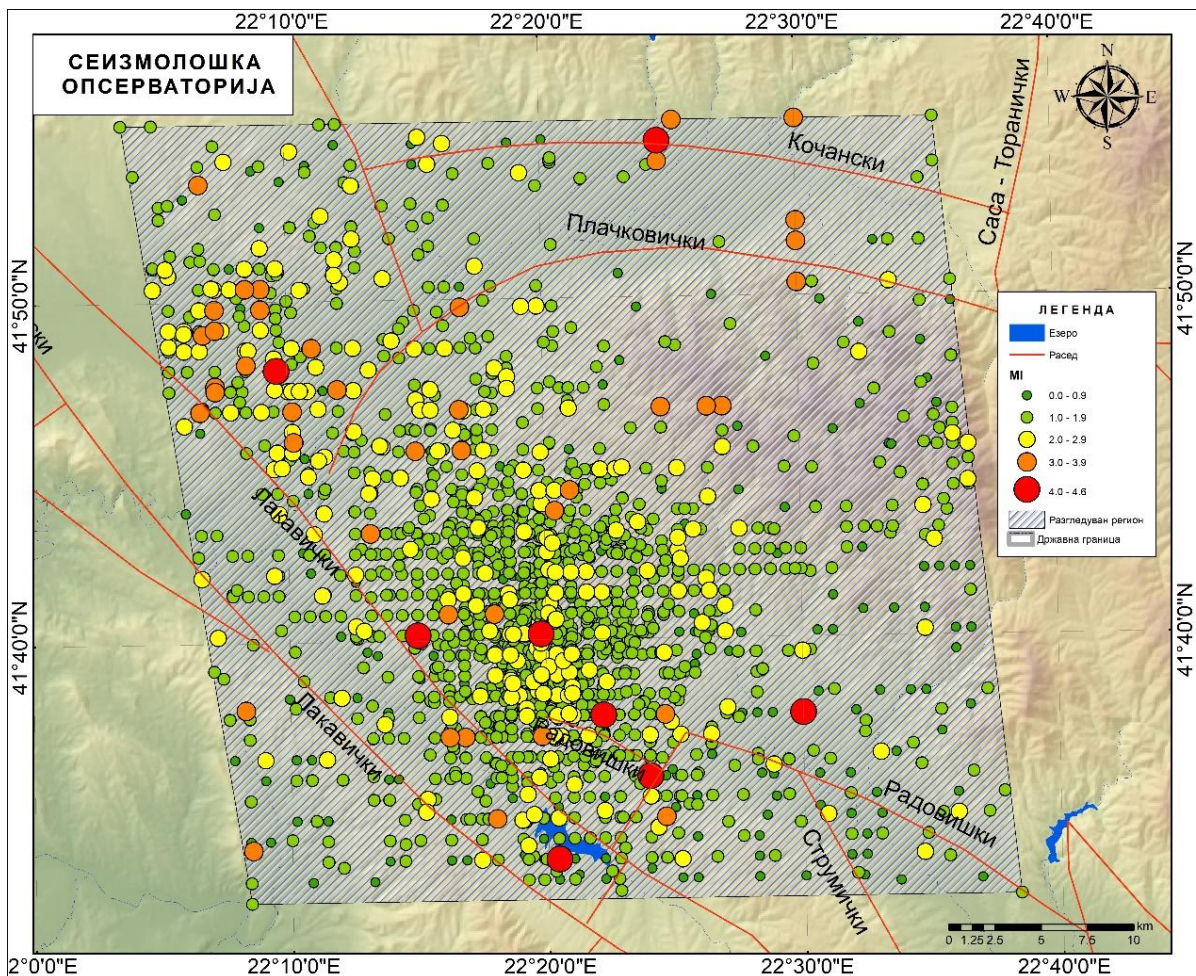 22°10'0"E
22°20'0"E
22°30'0"E
22°40'0"E
СЕИЗМОЛОШКА
ОПСЕРВАТОРИЈА
N
W
E
S
Кочански
Саса - Торанички
Плачковички
41°50'0"N
41°50'0"N
ски
ЛЕГЕНДА
Езеро
Расед
Ml
0.0 - 0.9
1.0 - 1.9
2.0 - 2.9
3.0 - 3.9
4.0 - 4.6
Разгледуван регион
Државна граница
Лакавички
41°40'0"N
41°40'0"N
Лакавички
Радовишки
Радовишки
Струмички
km
0 1.25 2.5 5 7.5 10
2°0'0"E
22°10'0"E
22°20'0"E
22°30'0"E
22°40'0"E